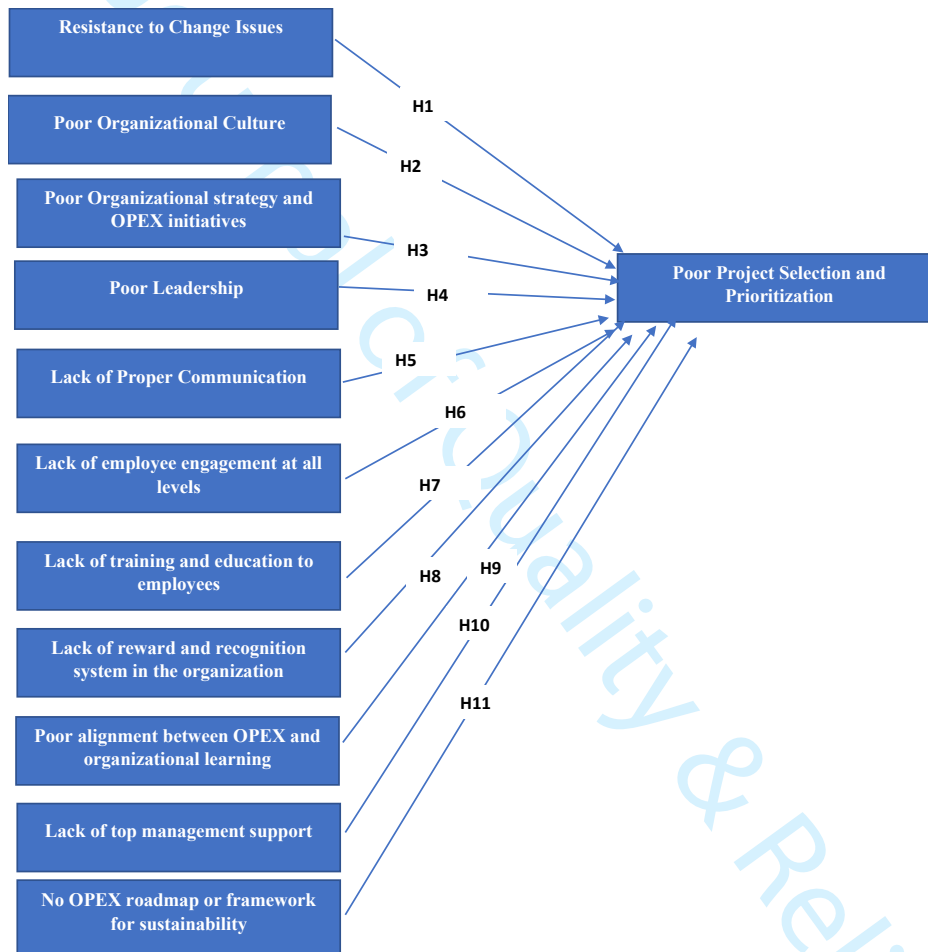 Resistance to Change Issues
H1
Poor Organizational Culture
H2
Poor Organizational strategy and
OPEX initiatives
H3
Poor Project Selection and
Prioritization
Poor Leadership
H4
Lack of Proper Communication
H5
Lack of employee engagement at all
levels
H6
Lack of training and education to
employees
H7
Lack of reward and recognition
system in the organization
H8
Poor alignment between OPEX and
organizational learning
H9
Lack of top management support
H10
No OPEX roadmap or framework
for sustainability
H11
of Quality & Reli